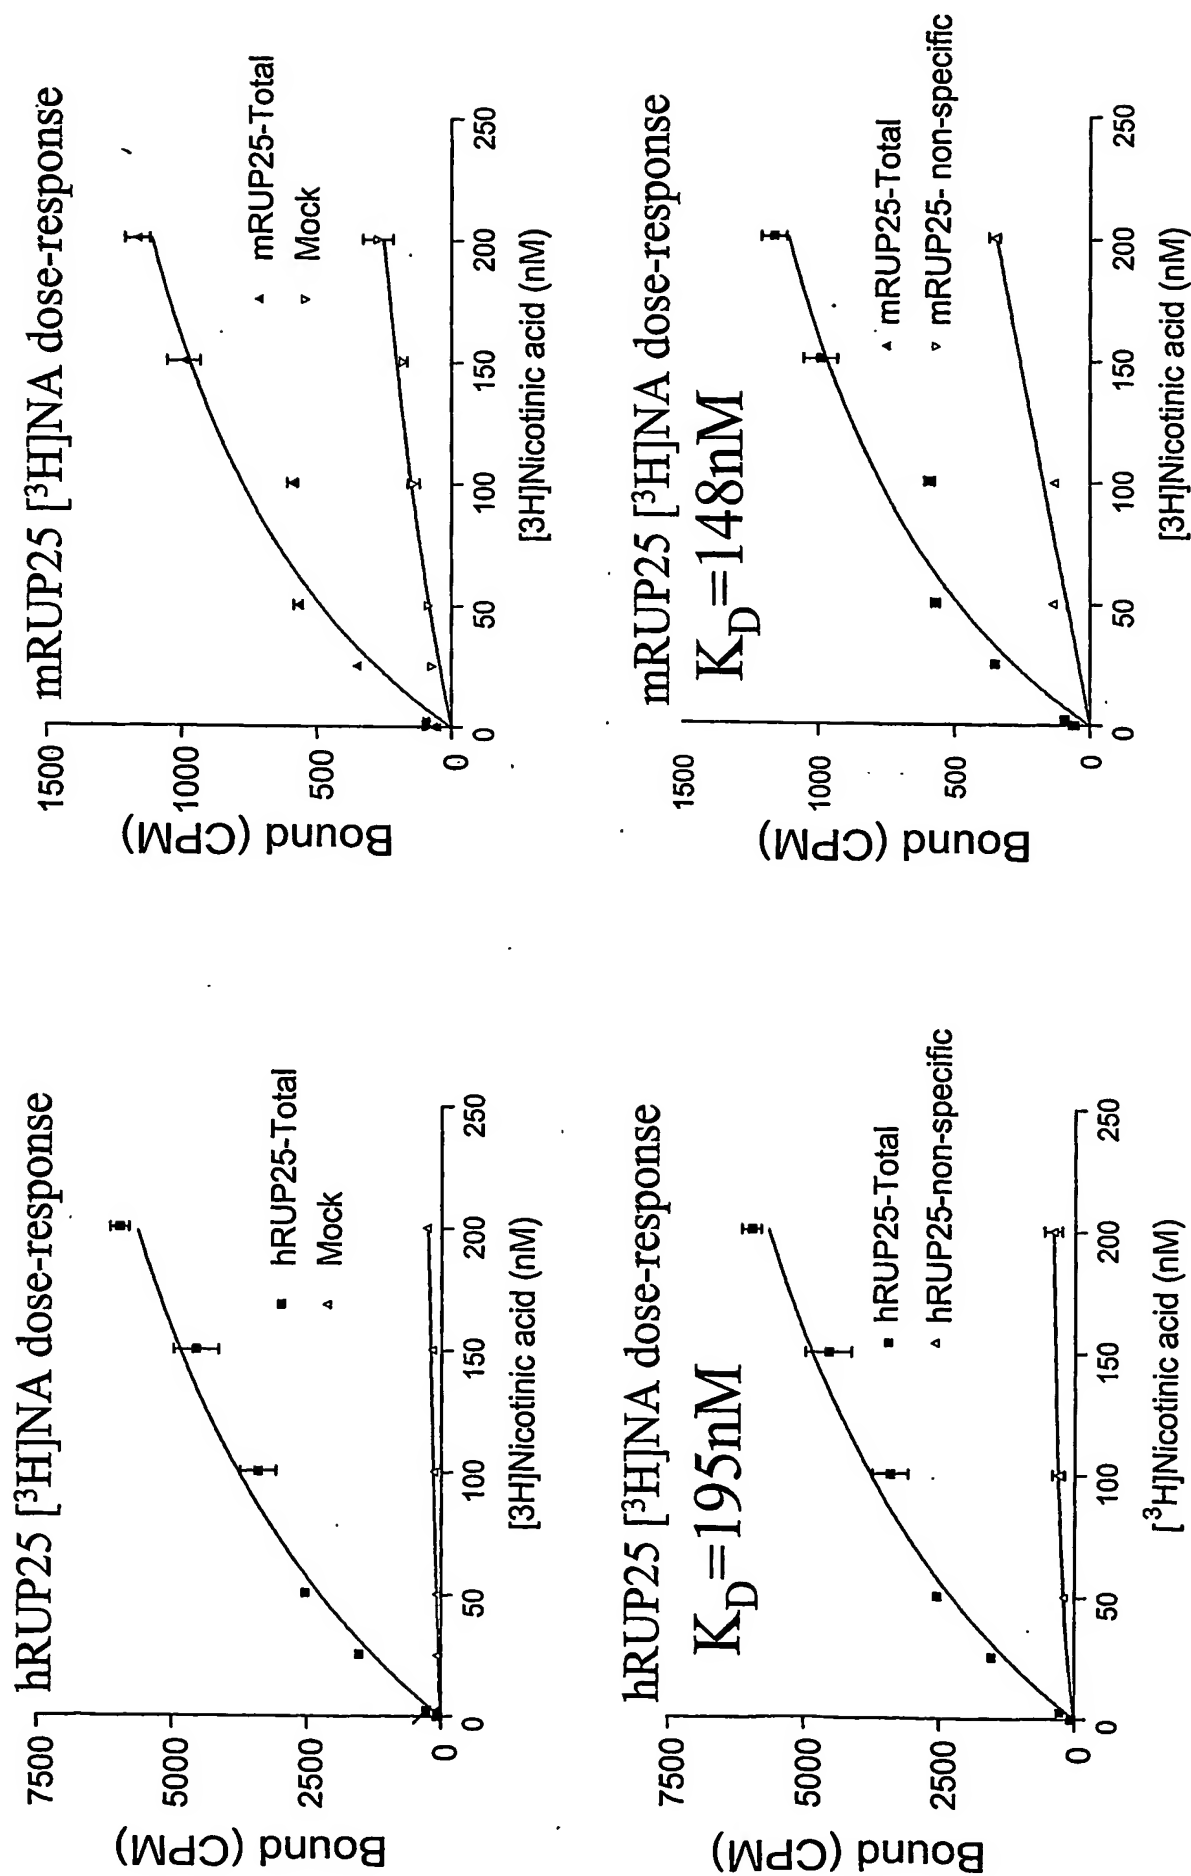 hRUP25 [³H]NA dose-response
Bound (CPM)
7500
5000
2500
0
hRUP25-Total
Mock
0 50 100 150 200 250
[3H]Nicotinic acid (nM)
mRUP25 [³H]NA dose-response
Bound (CPM)
1500
1000
500
0
mRUP25-Total
Mock
0 50 100 150 200 250
[3H]Nicotinic acid (nM)
hRUP25 [³H]NA dose-response
K_D=195nM
Bound (CPM)
7500
5000
2500
0
hRUP25-Total
hRUP25-non-specific
0 50 100 150 200 250
[³H]Nicotinic acid (nM)
mRUP25 [³H]NA dose-response
K_D=148nM
Bound (CPM)
1500
1000
500
0
mRUP25-Total
mRUP25- non-specific
0 50 100 150 200 250
[3H]Nicotinic acid (nM)